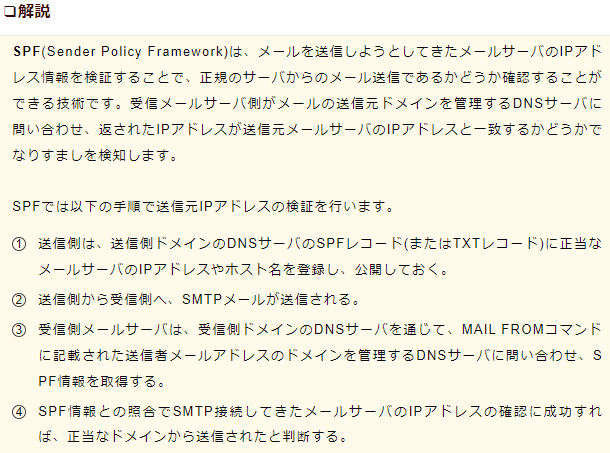 ❏解説
SPF(Sender Policy Framework)は、メールを送信しようとしてきたメールサーバのIPアド
レス情報を検証することで、正規のサーバからのメール送信であるかどうか確認することが
できる技術です。受信メールサーバ側がメールの送信元ドメインを管理するDNSサーバに
問い合わせ、返されたIPアドレスが送信元メールサーバのIPアドレスと一致するかどうかで
なりすましを検知します。
SPFでは以下の手順で送信元IPアドレスの検証を行います。
① 送信側は、送信側ドメインのDNSサーバのSPFレコード(またはTXTレコード)に正当な
メールサーバのIPアドレスやホスト名を登録し、公開しておく。
② 送信側から受信側へ、SMTPメールが送信される。
③ 受信側メールサーバは、受信側ドメインのDNSサーバを通じて、MAIL FROMコマンド
に記載された送信者メールアドレスのドメインを管理するDNSサーバに問い合わせ、S
PF情報を取得する。
④ SPF情報との照合でSMTP接続してきたメールサーバのIPアドレスの確認に成功すれ
ば、正当なドメインから送信されたと判断する。